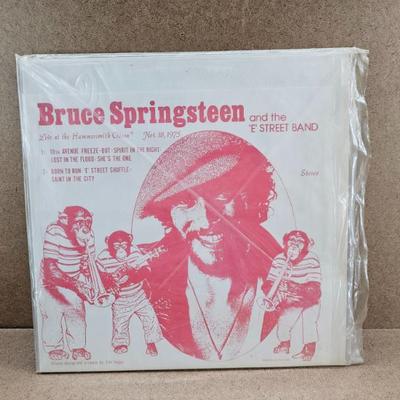 Bruce Springsteen and the
'E' STREET BAND
"Live at the Hammersmith Odeon" Nov. 18, 1975
1- 10th AVENUE FREEZE-OUT · SPIRIT IN THE NIGHT·
LOST IN THE FLOOD · SHE'S THE ONE
2- BORN TO RUN· 'E' STREET SHUFFLE·
SAINT IN THE CITY
Stereo